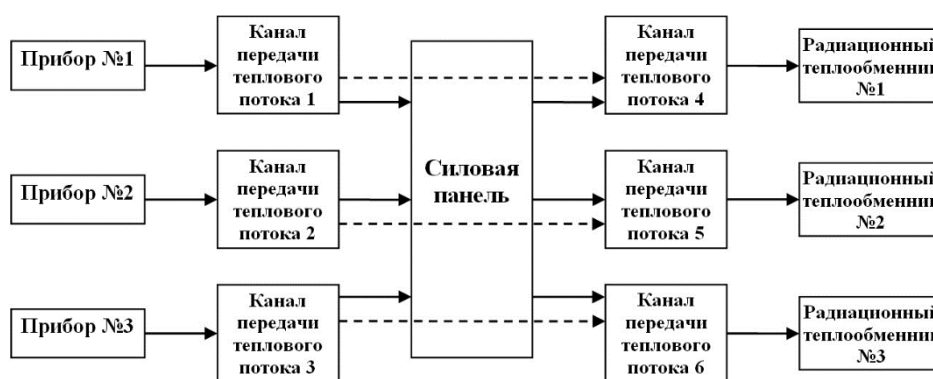 Прибор №1
Канал
передачи
теплового
потока 1
Канал
передачи
теплового
потока 4
Радиационный
теплообменник
№1
Силовая
панель
Прибор №2
Канал
передачи
теплового
потока 2
Канал
передачи
теплового
потока 5
Радиационный
теплообменник
№2
Прибор №3
Канал
передачи
теплового
потока 3
Канал
передачи
теплового
потока 6
Радиационный
теплообменник
№3